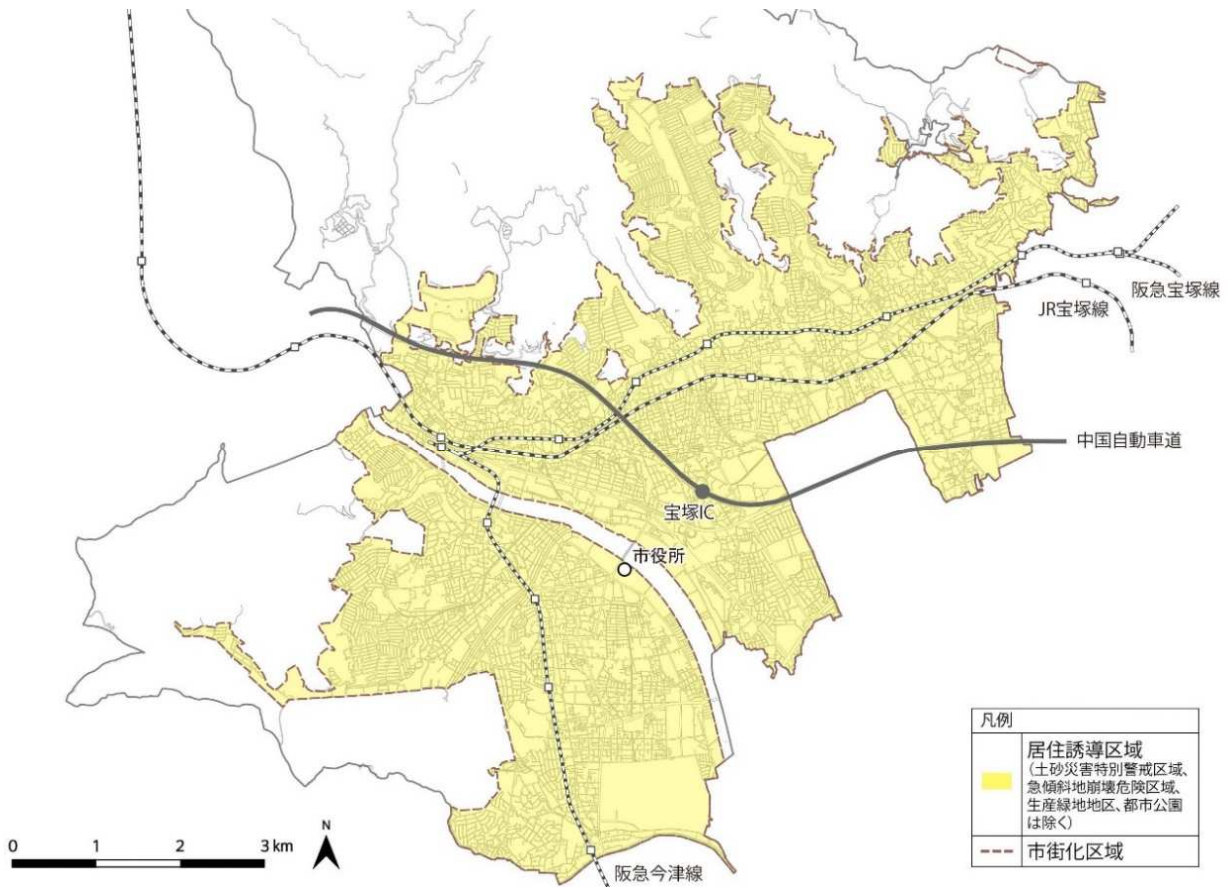 阪急宝塚線
JR宝塚線
中国自動車道
宝塚IC
市役所
凡例
居住誘導区域
(土砂災害特別警戒区域、
急傾斜地崩壊危険区域、
生産緑地地区、都市公園
は除く)
市街化区域
0 1 2 3 km
N
阪急今津線